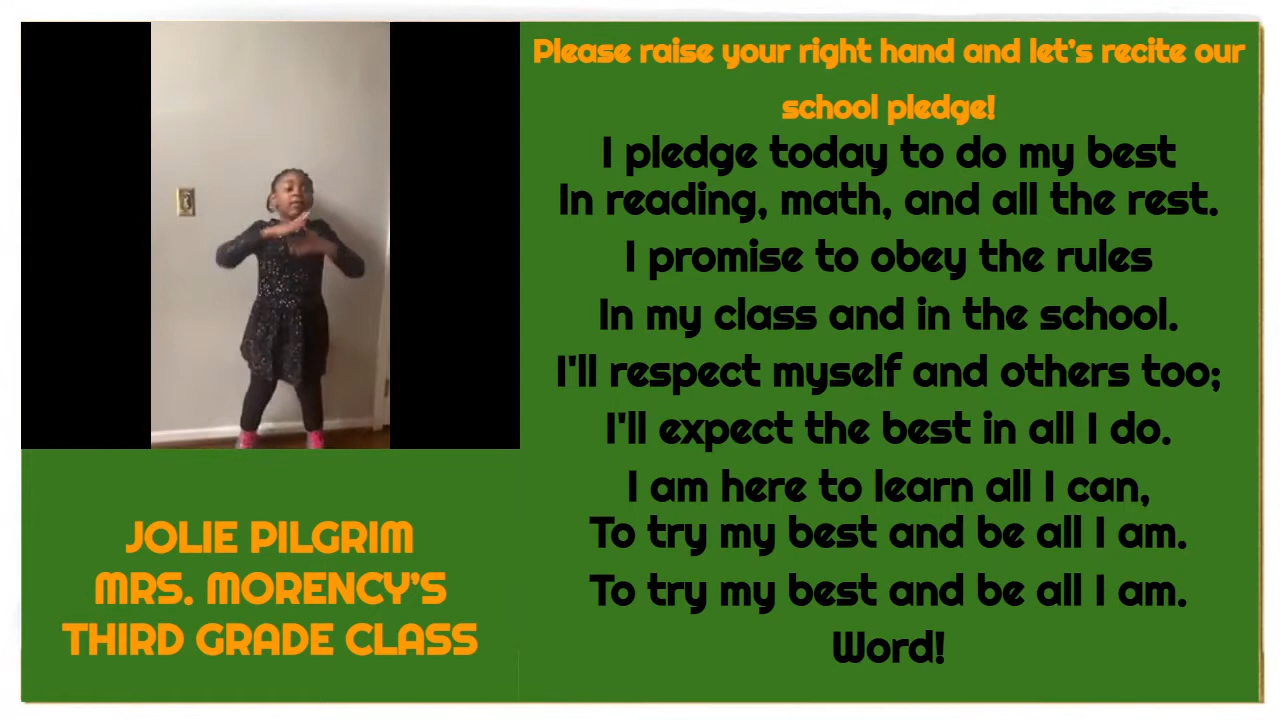 Please raise your right hand and let's recite our
school pledge!
I pledge today to do my best
In reading, math, and all the rest.
I promise to obey the rules
In my class and in the school.
I'll respect myself and others too;
I'll expect the best in all I do.
I am here to learn all I can,
To try my best and be all I am.
To try my best and be all I am.
Word!
JOLIE PILGRIM
MRS. MORENCY'S
THIRD GRADE CLASS